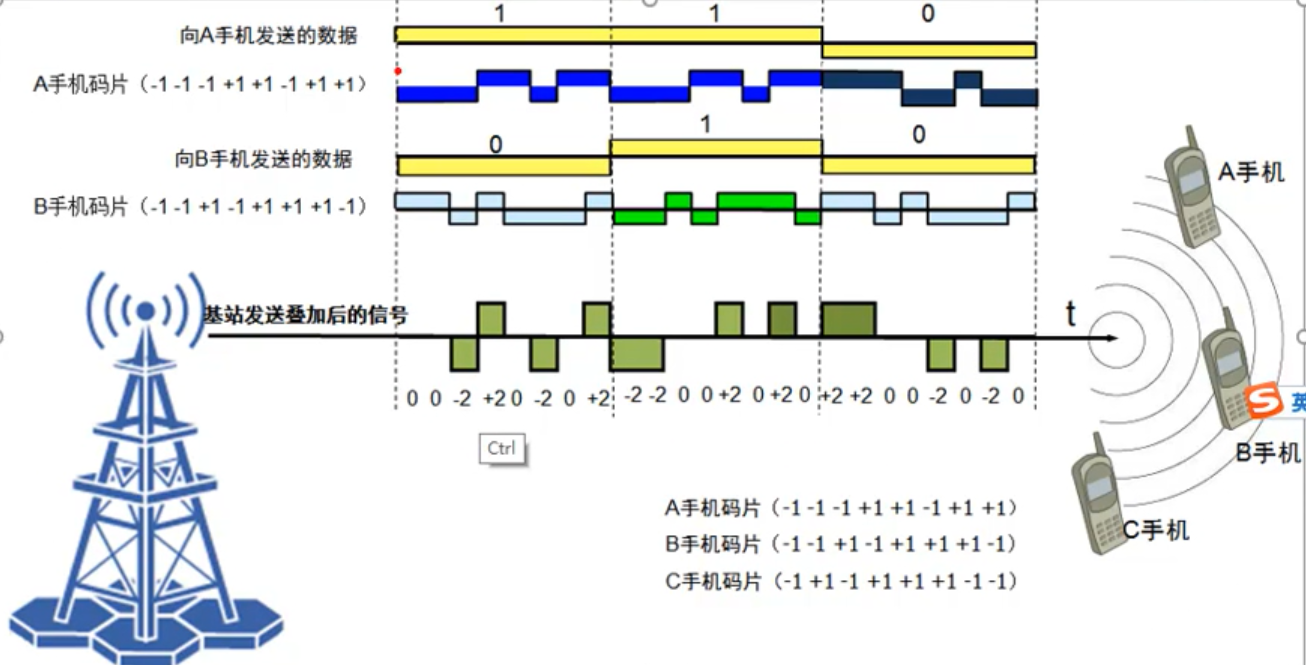 1 1 0
向A手机发送的数据
A手机码片（-1 -1 -1 +1 +1 -1 +1 +1）
0 1 0
向B手机发送的数据
B手机码片（-1 -1 +1 -1 +1 +1 +1 -1）
A手机
基站发送叠加后的信号
t
0 0 -2 +2 0 -2 0 +2 -2 -2 0 0 +2 0 +2 0 +2 +2 0 0 -2 0 -2 0
S 英
B手机
Ctrl
A手机码片（-1 -1 -1 +1 +1 -1 +1 +1）
C手机
B手机码片（-1 -1 +1 -1 +1 +1 +1 -1）
C手机码片（-1 +1 -1 +1 +1 +1 -1 -1）